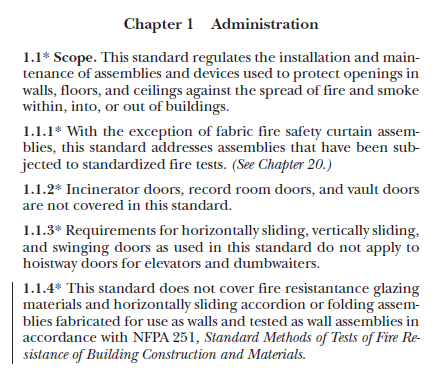 Chapter 1 Administration
1.1* Scope. This standard regulates the installation and main-
tenance of assemblies and devices used to protect openings in
walls, floors, and ceilings against the spread of fire and smoke
within, into, or out of buildings.
1.1.1* With the exception of fabric fire safety curtain assem-
blies, this standard addresses assemblies that have been sub-
jected to standardized fire tests. (See Chapter 20.)
1.1.2* Incinerator doors, record room doors, and vault doors
are not covered in this standard.
1.1.3* Requirements for horizontally sliding, vertically sliding,
and swinging doors as used in this standard do not apply to
hoistway doors for elevators and dumbwaiters.
1.1.4* This standard does not cover fire resistantance glazing
materials and horizontally sliding accordion or folding assem-
blies fabricated for use as walls and tested as wall assemblies in
accordance with NFPA 251, Standard Methods of Tests of Fire Re-
sistance of Building Construction and Materials.